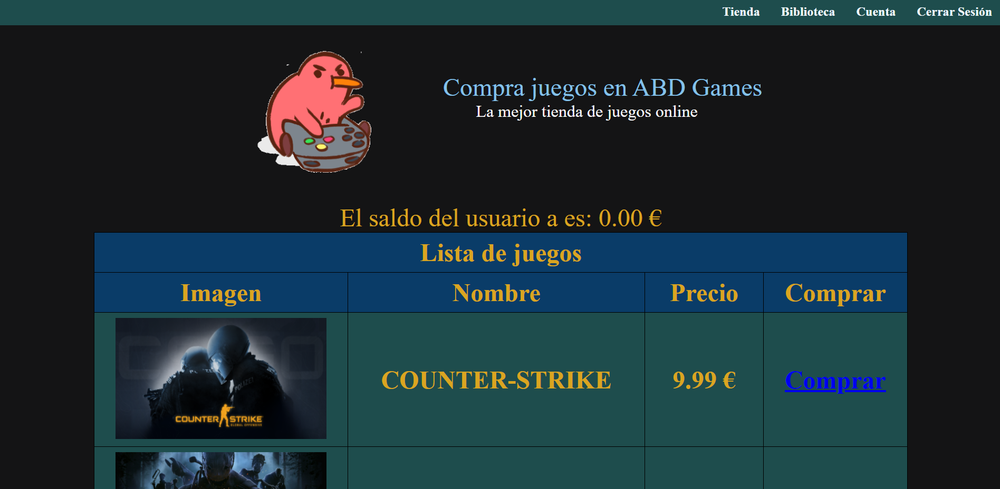 Tienda Biblioteca Cuenta Cerrar Sesión
Compra juegos en ABD Games
La mejor tienda de juegos online
El saldo del usuario a es: 0.00 €
Lista de juegos
Imagen Nombre Precio Comprar
CS:GO
POLIZEI
COUNTER STRIKE
GLOBAL OFFENSIVE
COUNTER-STRIKE 9.99 € Comprar